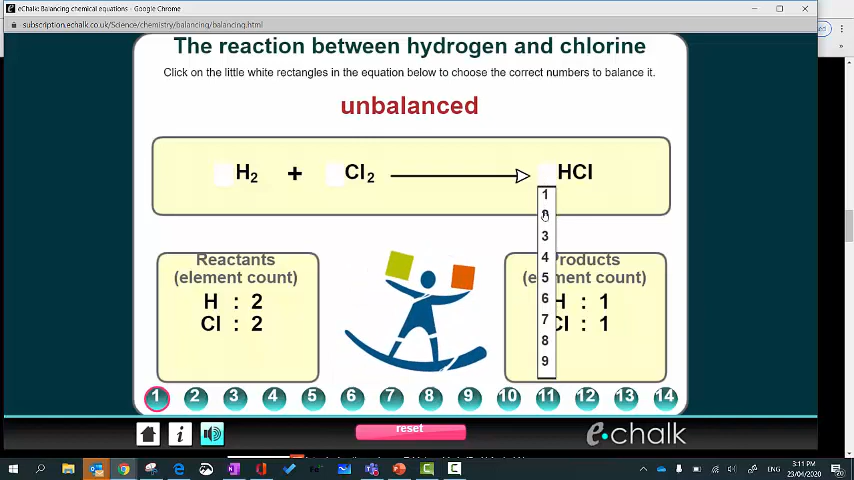 eChalk: Balancing chemical equations - Google Chrome
subscription.echalk.co.uk/Science/chemistry/balancing/balancing.html
The reaction between hydrogen and chlorine
Click on the little white rectangles in the equation below to choose the correct numbers to balance it.
unbalanced
H₂ + Cl₂ HCl
1
3
4
5
6
7
8
9
Reactants
(element count)
H : 2
Cl : 2
Products
H : 1
Cl : 1
1 2 3 4 5 6 7 8 9 10 11 12 13 14
i
reset
e·chalk
ENG
3:11 PM
23/04/2020